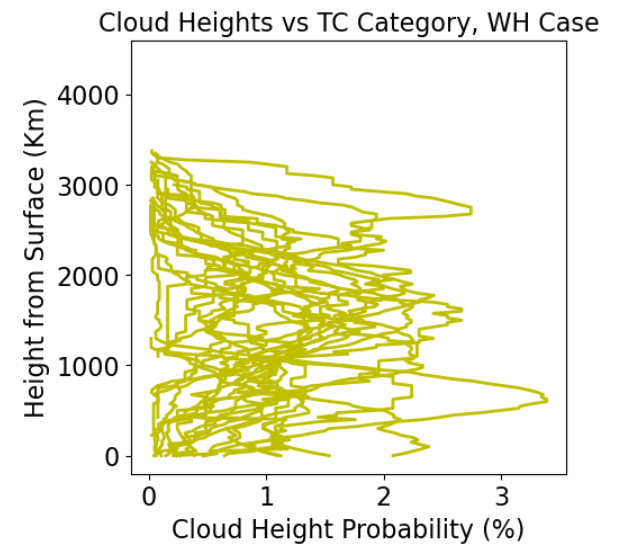 Cloud Heights vs TC Category, WH Case
Height from Surface (Km)
4000
3000
2000
1000
0
0 1 2 3
Cloud Height Probability (%)